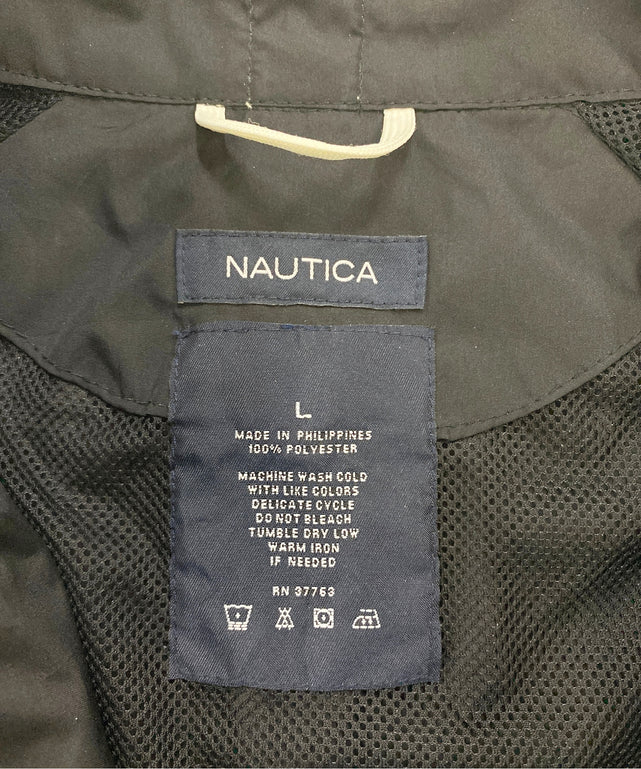 NAUTICA
L
MADE IN PHILIPPINES
100% POLYESTER
MACHINE WASH COLD
WITH LIKE COLORS
DELICATE CYCLE
DO NOT BLEACH
TUMBLE DRY LOW
WARM IRON
IF NEEDED
RN 37763